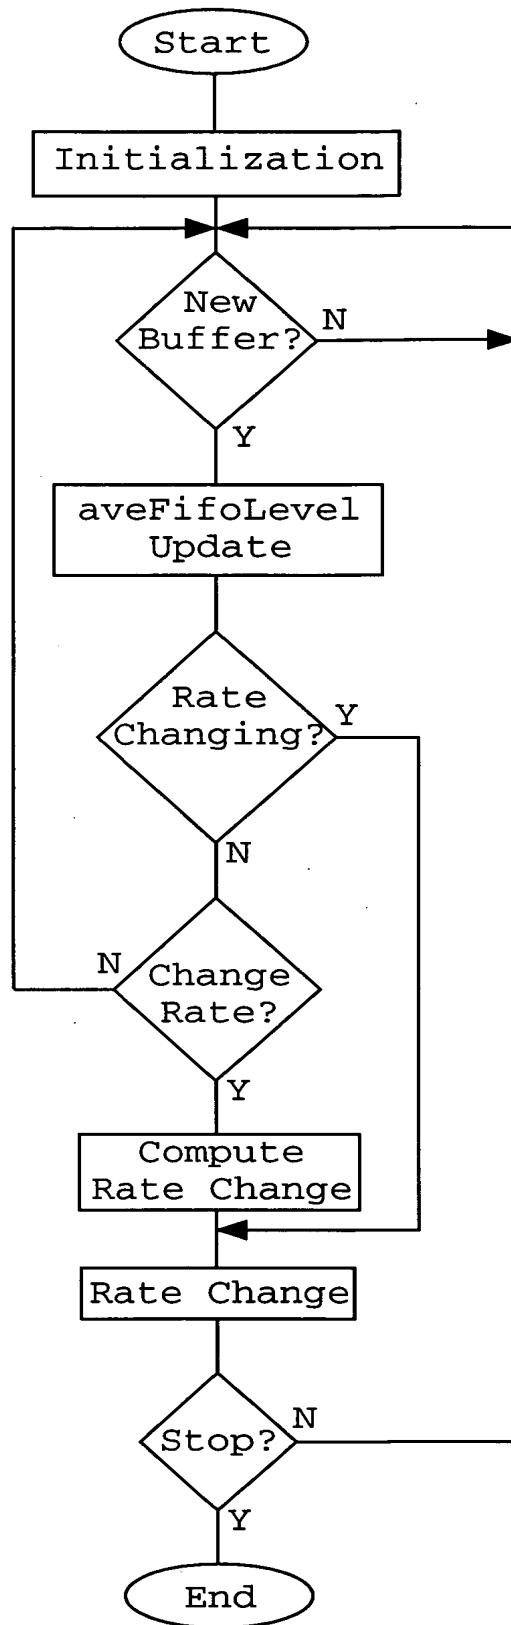 Start
Initialization
New
Buffer?
N
Y
aveFifoLevel
Update
Rate
Changing?
Y
N
N
Change
Rate?
Y
Compute
Rate Change
Rate Change
Stop?
N
Y
End